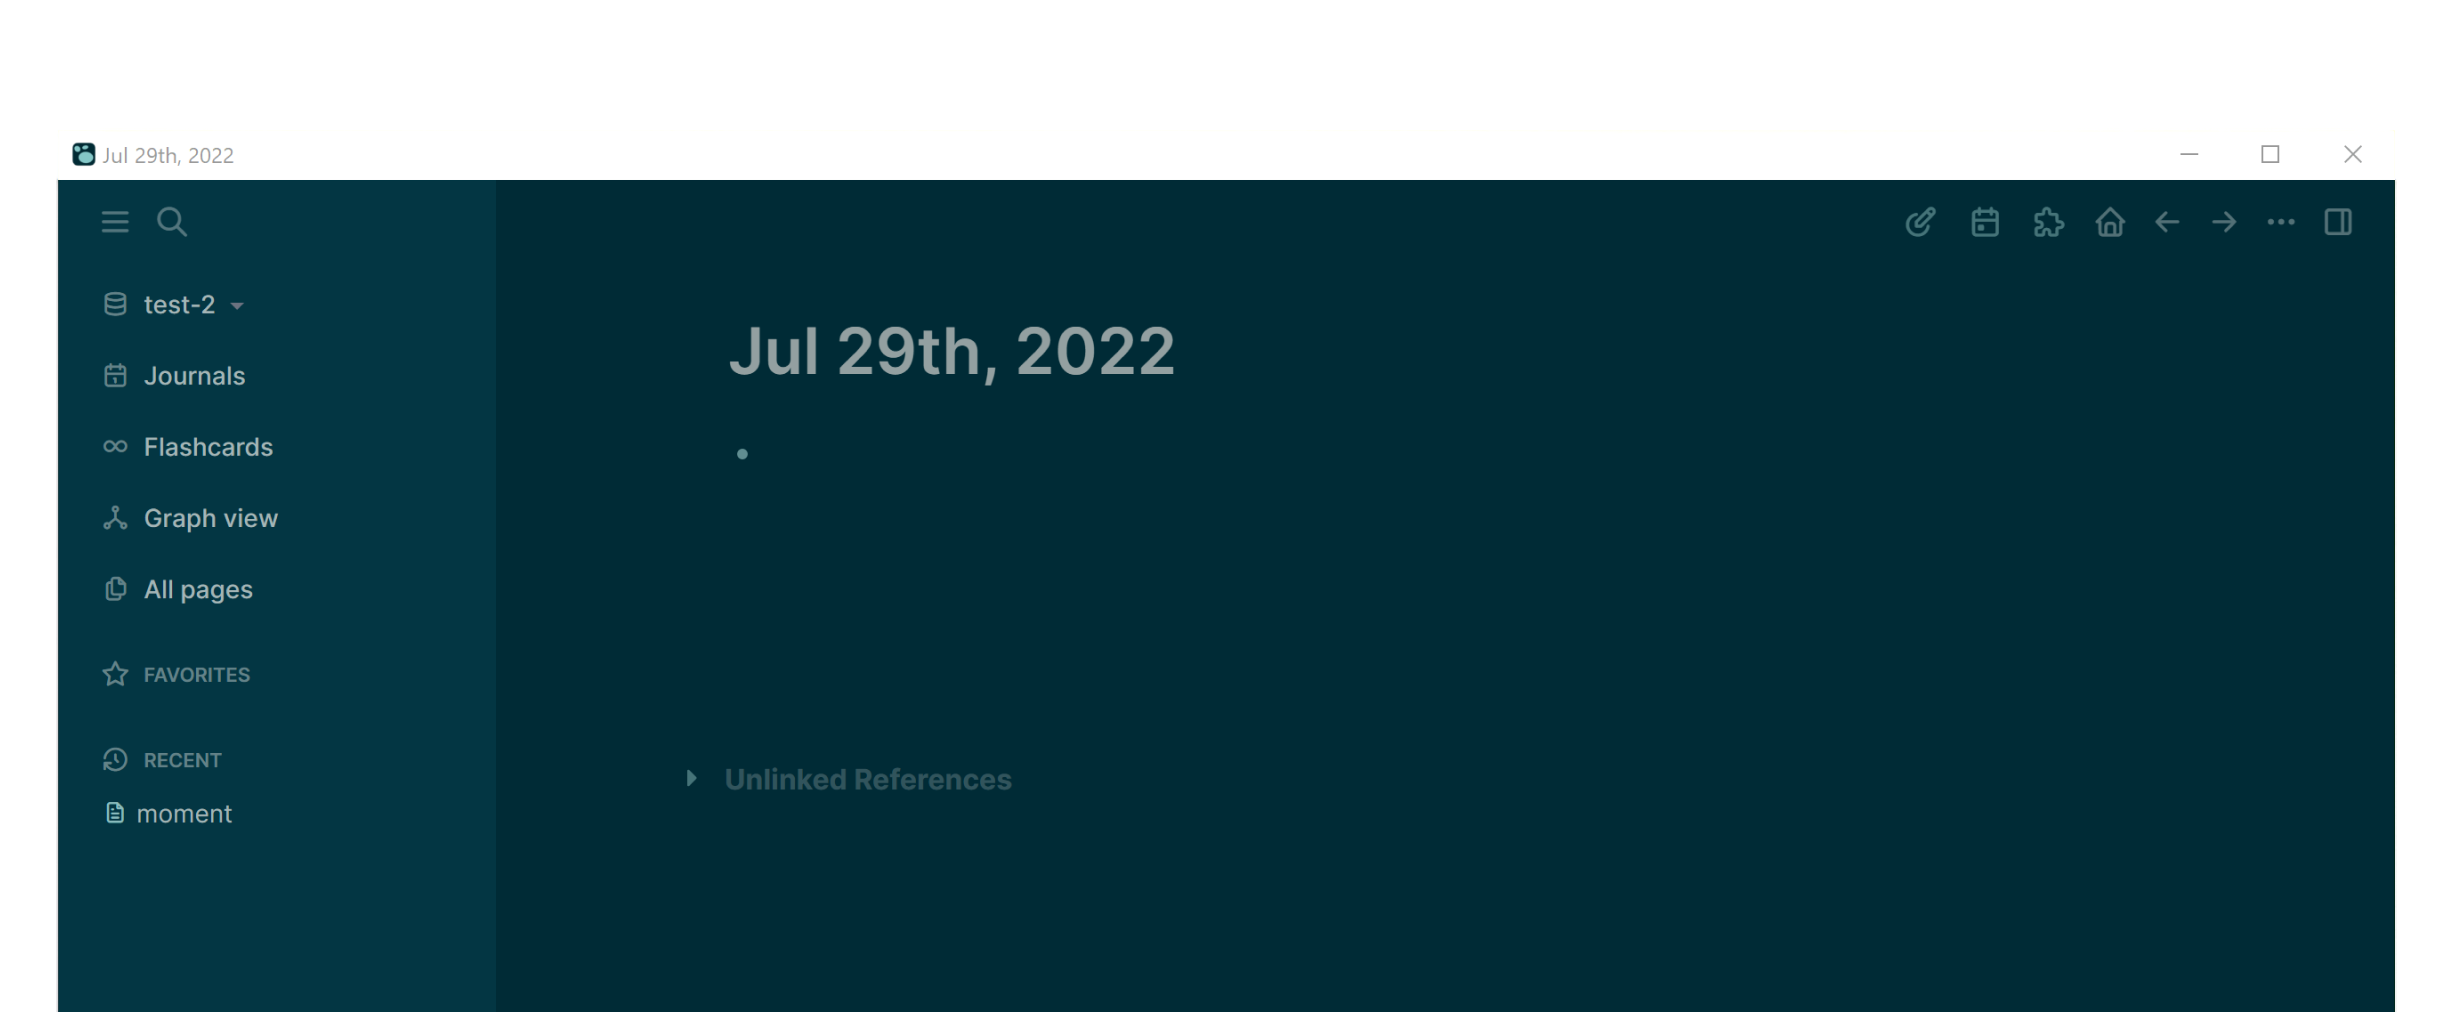 Jul 29th, 2022
test-2
Journals
Flashcards
Graph view
All pages
FAVORITES
RECENT
moment
Jul 29th, 2022
Unlinked References